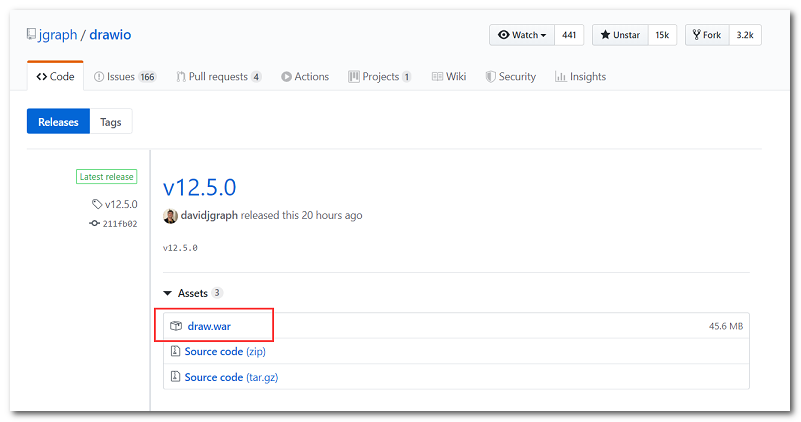 jgraph / drawio
Watch 441 Unstar 15k Fork 3.2k
Code Issues 166 Pull requests 4 Actions Projects 1 Wiki Security Insights
Releases Tags
Latest release
v12.5.0
211fb02
v12.5.0
davidjgraph released this 20 hours ago
v12.5.0
Assets 3
draw.war 45.6 MB
Source code (zip)
Source code (tar.gz)